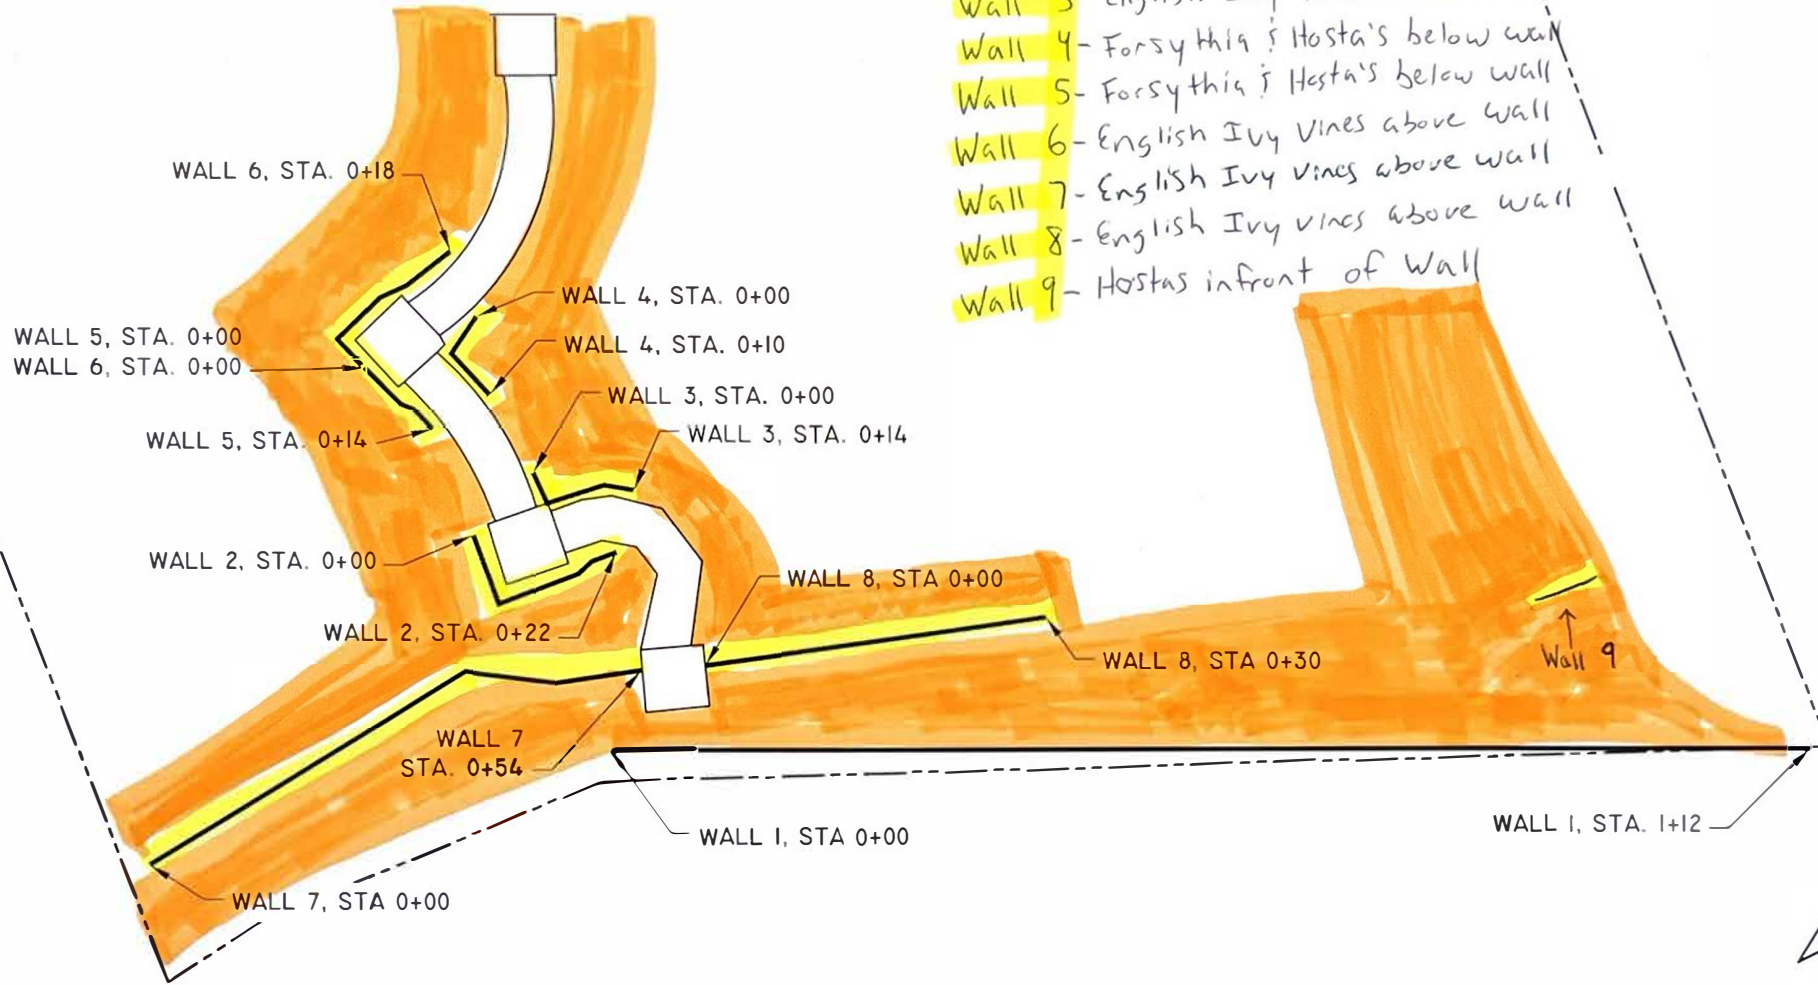 Wall 3 - English Ivy
Wall 4 - Forsythia & Hosta's below wall
Wall 5 - Forsythia & Hosta's below wall
Wall 6 - English Ivy Vines above wall
Wall 7 - English Ivy vines above wall
Wall 8 - English Ivy vines above wall
Wall 9 - Hostas infront of Wall
WALL 6, STA. 0+18
WALL 4, STA. 0+00
WALL 5, STA. 0+00
WALL 6, STA. 0+00
WALL 4, STA. 0+10
WALL 3, STA. 0+00
WALL 5, STA. 0+14
WALL 3, STA. 0+14
WALL 2, STA. 0+00
WALL 8, STA 0+00
WALL 2, STA. 0+22
WALL 8, STA 0+30
Wall 9
WALL 7
STA. 0+54
WALL 1, STA 0+00
WALL 1, STA. 1+12
WALL 7, STA 0+00